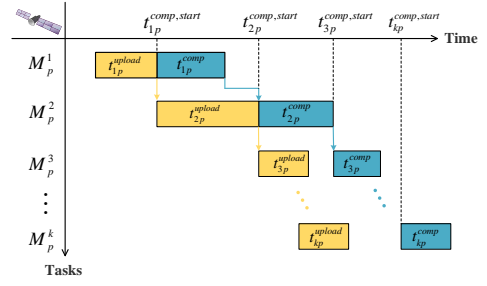 t_{1p}^{comp,start} t_{2p}^{comp,start} t_{3p}^{comp,start} t_{kp}^{comp,start}
Time
M_p^1 t_{1p}^{upload} t_{1p}^{comp}
M_p^2 t_{2p}^{upload} t_{2p}^{comp}
M_p^3 t_{3p}^{upload} t_{3p}^{comp}
⋮
M_p^k t_{kp}^{upload} t_{kp}^{comp}
Tasks